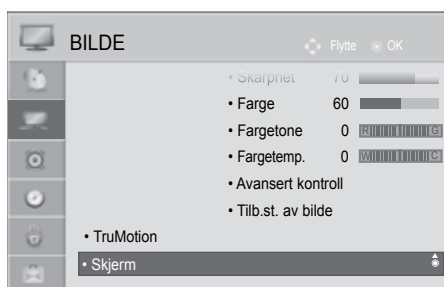 BILDE
Flytte OK
• Skarphet 70
• Farge 60
• Fargetone 0 R G
• Fargetemp. 0 W C
• Avansert kontroll
• Tilb.st. av bilde
• TruMotion
• Skjerm